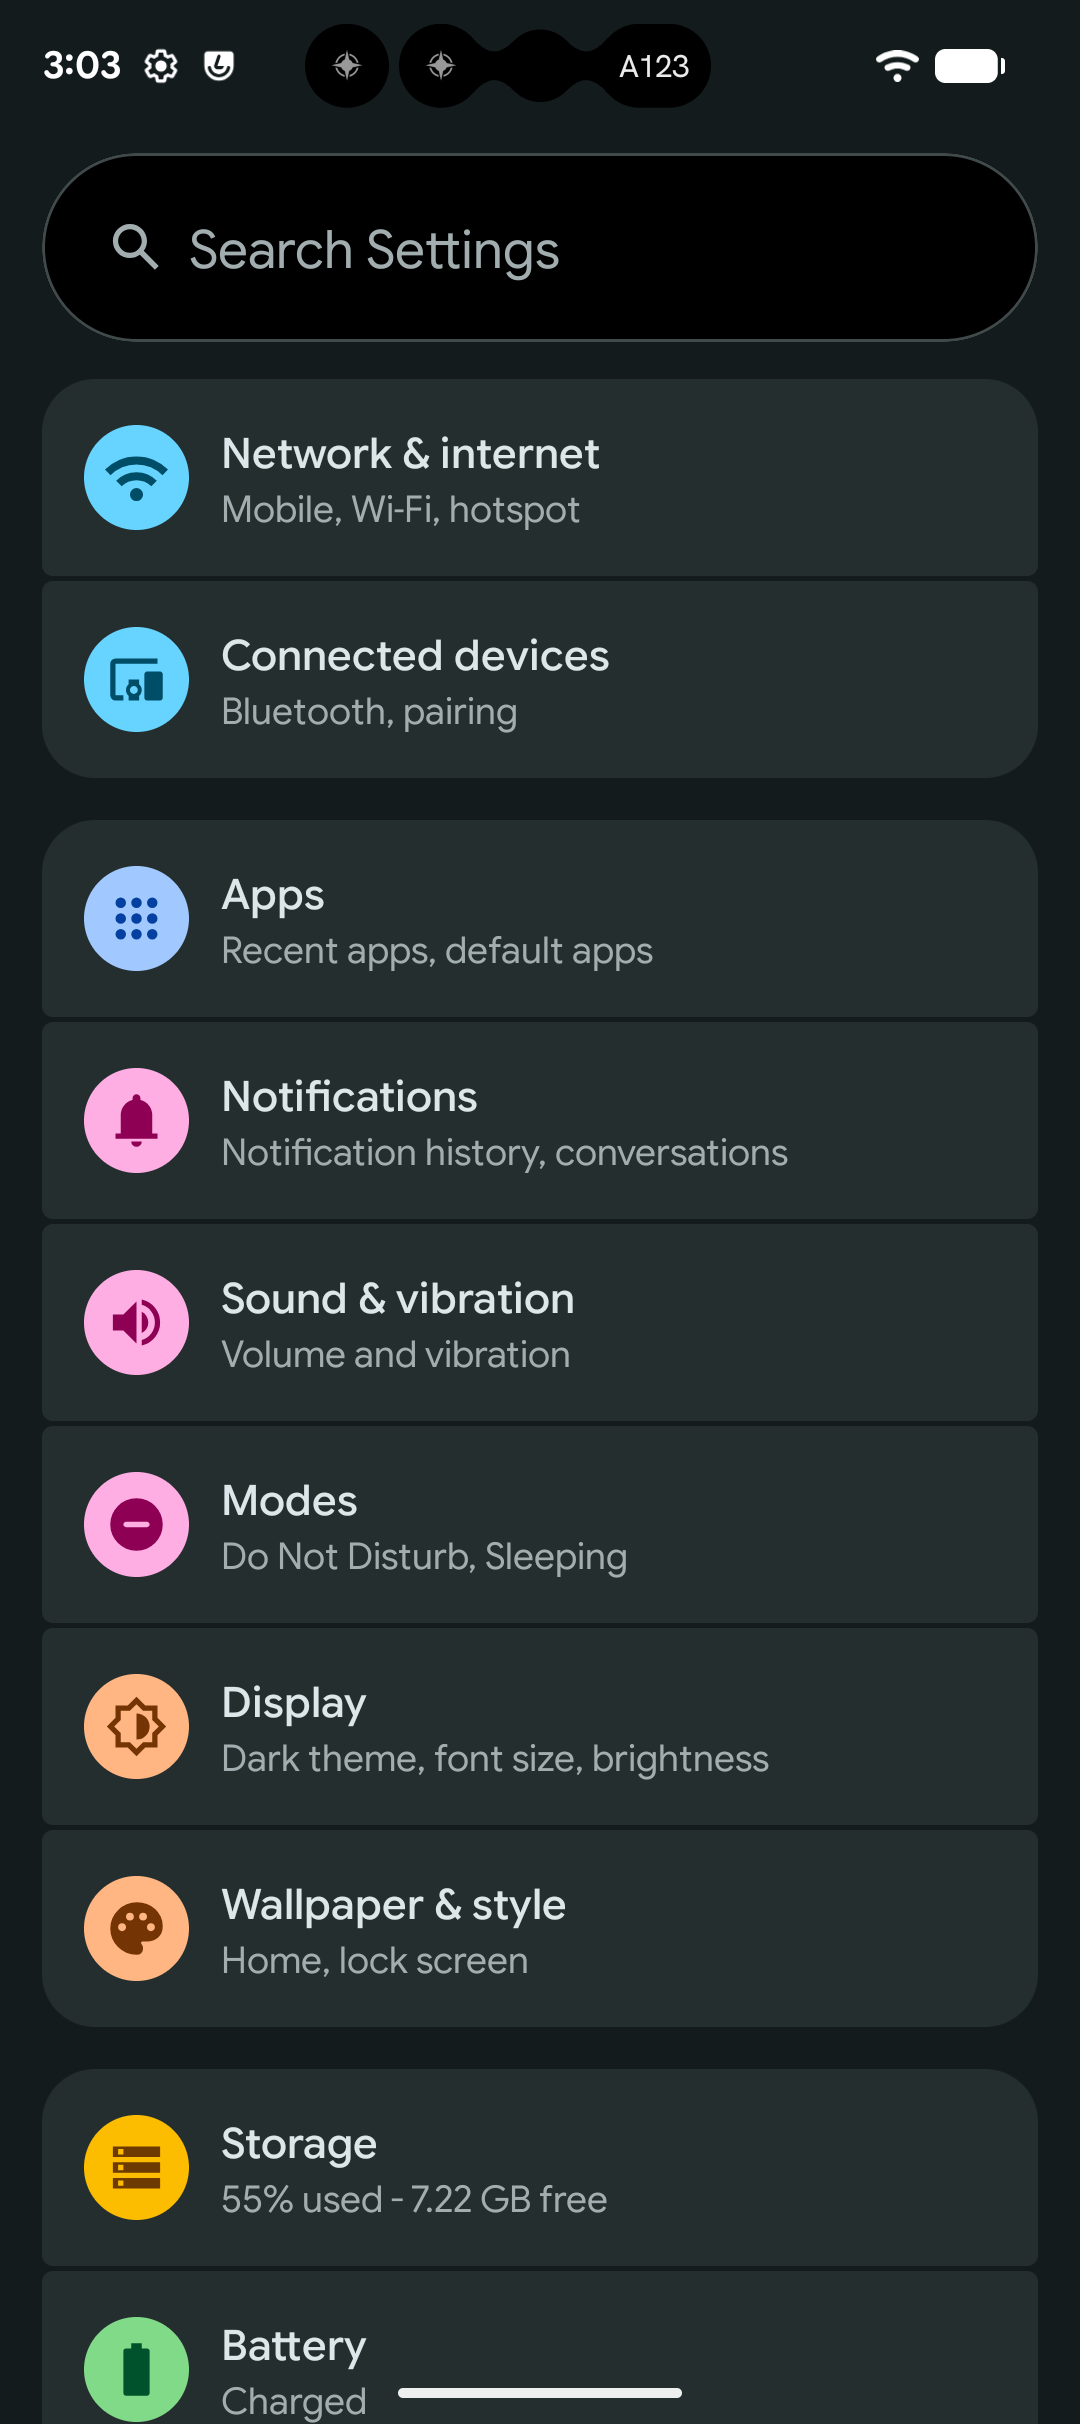 3:03
A123
Search Settings
Network & internet
Mobile, Wi-Fi, hotspot
Connected devices
Bluetooth, pairing
Apps
Recent apps, default apps
Notifications
Notification history, conversations
Sound & vibration
Volume and vibration
Modes
Do Not Disturb, Sleeping
Display
Dark theme, font size, brightness
Wallpaper & style
Home, lock screen
Storage
55% used - 7.22 GB free
Battery
Charged